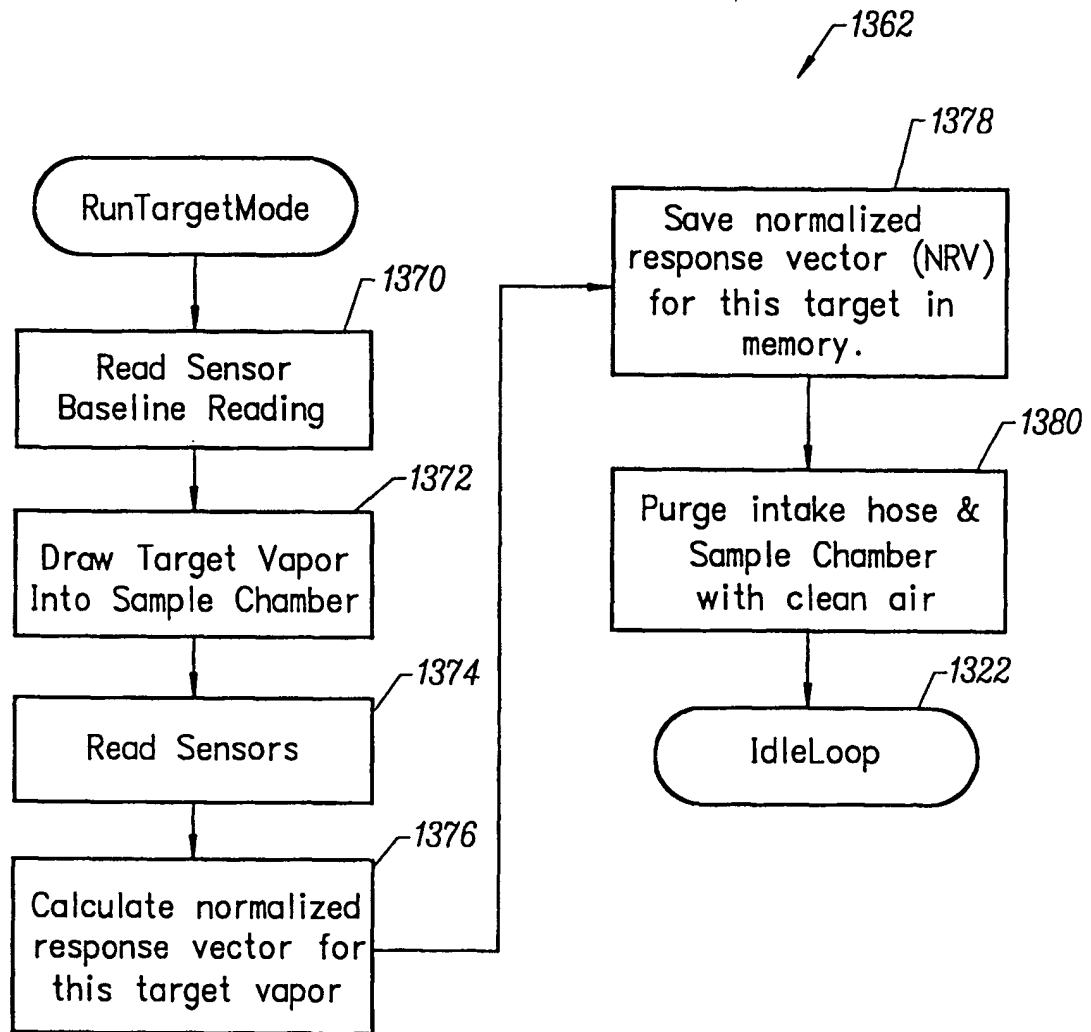 1362
RunTargetMode
1370
Read Sensor
Baseline Reading
1372
Draw Target Vapor
Into Sample Chamber
1374
Read Sensors
1376
Calculate normalized
response vector for
this target vapor
1378
Save normalized
response vector (NRV)
for this target in
memory.
1380
Purge intake hose &
Sample Chamber
with clean air
1322
IdleLoop